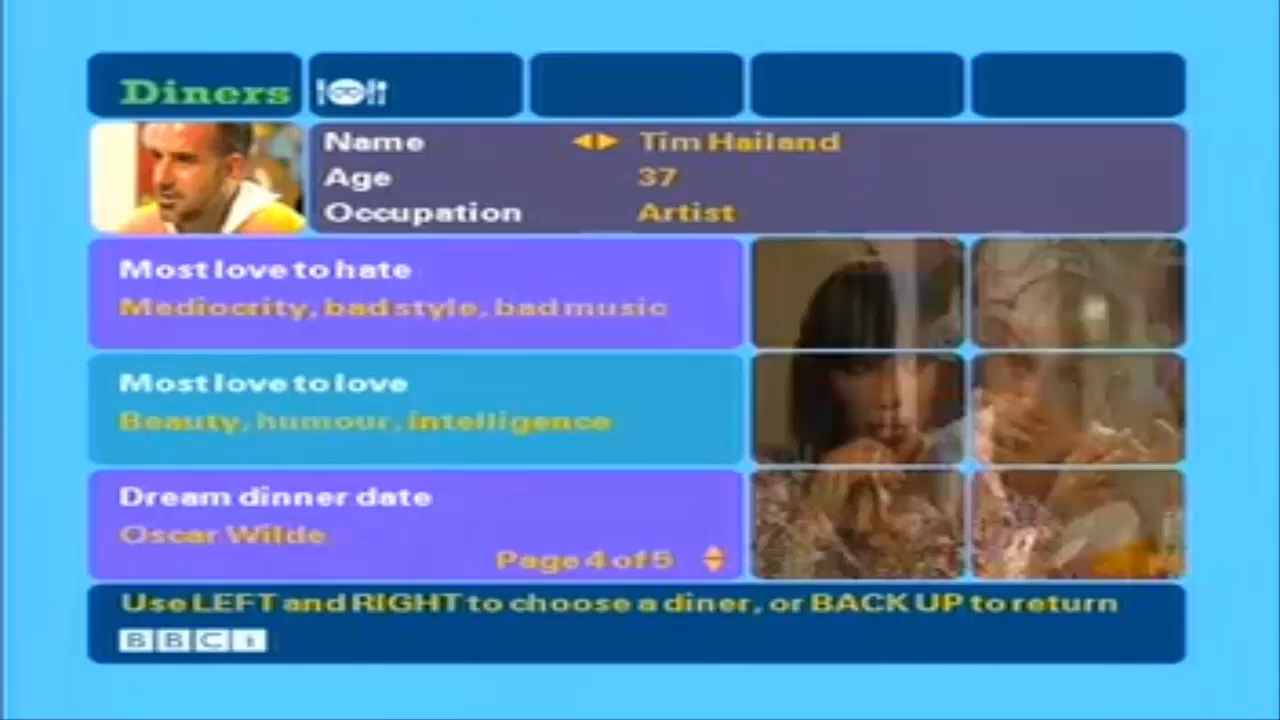 Diners
Name Tim Hailand
Age 37
Occupation Artist
Most love to hate
Mediocrity, bad style, bad music
Most love to love
Beauty, humour, intelligence
Dream dinner date
Oscar Wilde
Page 4 of 5
Use LEFT and RIGHT to choose a diner, or BACK UP to return
BBCi